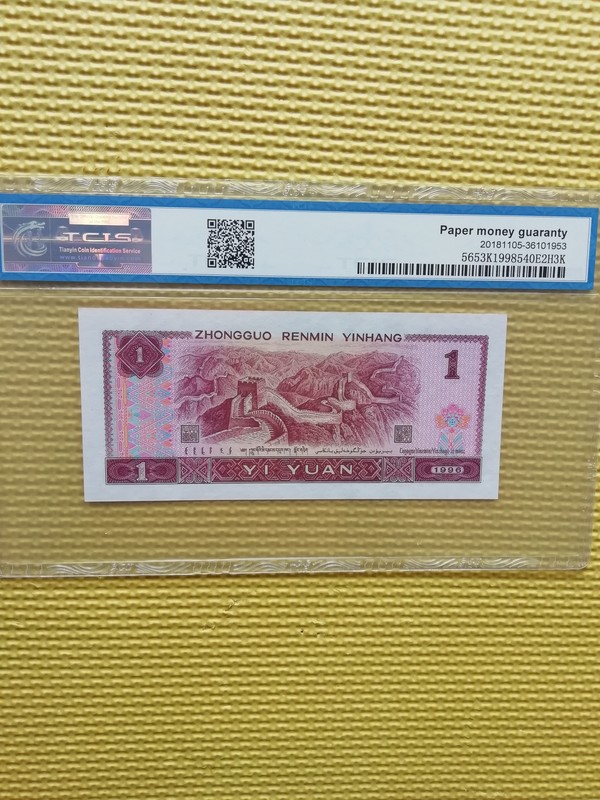 TCIS
Tianyin Coin Identification Service
Paper money guaranty
20181105-36101953
5653K1998540E2H3K
ZHONGGUO RENMIN YINHANG
1
1
1
YI YUAN
1996